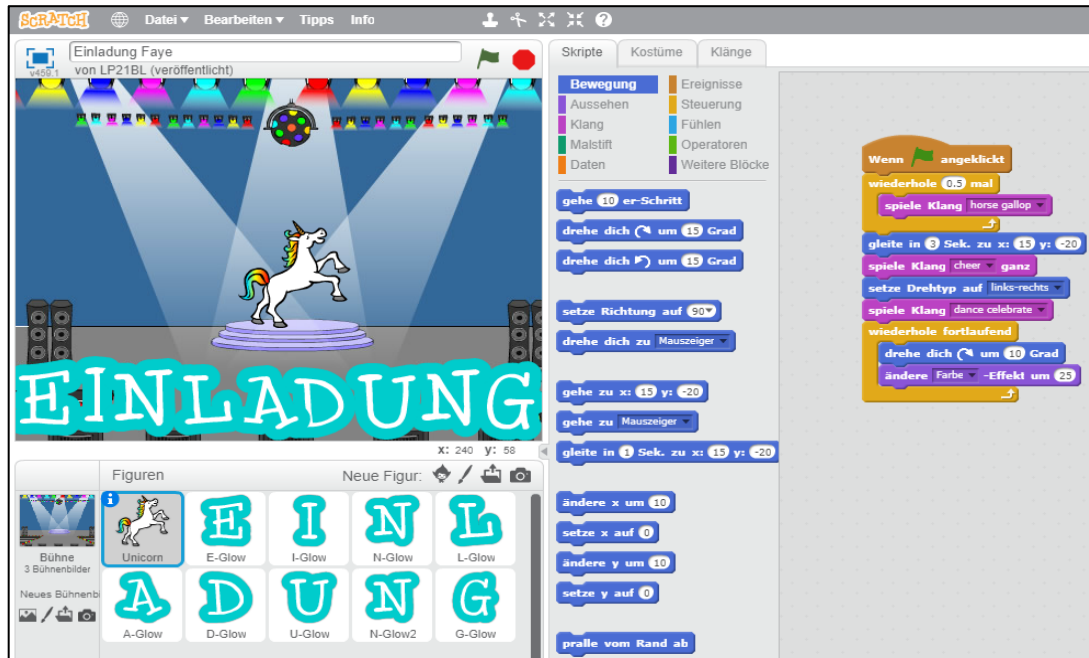 SCRATCH Datei Bearbeiten Tipps Info
v459.1
Einladung Faye
von LP21BL (veröffentlicht)
EINLADUNG
x: 240 y: 58
Figuren Neue Figur:
Bühne
3 Bühnenbilder
Neues Bühnenbi
Unicorn
E-Glow
I-Glow
N-Glow
L-Glow
A-Glow
D-Glow
U-Glow
N-Glow2
G-Glow
Skripte Kostüme Klänge
Bewegung Ereignisse
Aussehen Steuerung
Klang Fühlen
Malstift Operatoren
Daten Weitere Blöcke
gehe 10 er-Schritt
drehe dich um 15 Grad
drehe dich um 15 Grad
setze Richtung auf 90
drehe dich zu Mauszeiger
gehe zu x: 15 y: -20
gehe zu Mauszeiger
gleite in 1 Sek. zu x: 15 y: -20
ändere x um 10
setze x auf 0
ändere y um 10
setze y auf 0
pralle vom Rand ab
Wenn angeklickt
wiederhole 0.5 mal
spiele Klang horse gallop
gleite in 3 Sek. zu x: 15 y: -20
spiele Klang cheer ganz
setze Drehtyp auf links-rechts
spiele Klang dance celebrate
wiederhole fortlaufend
drehe dich um 10 Grad
ändere Farbe -Effekt um 25